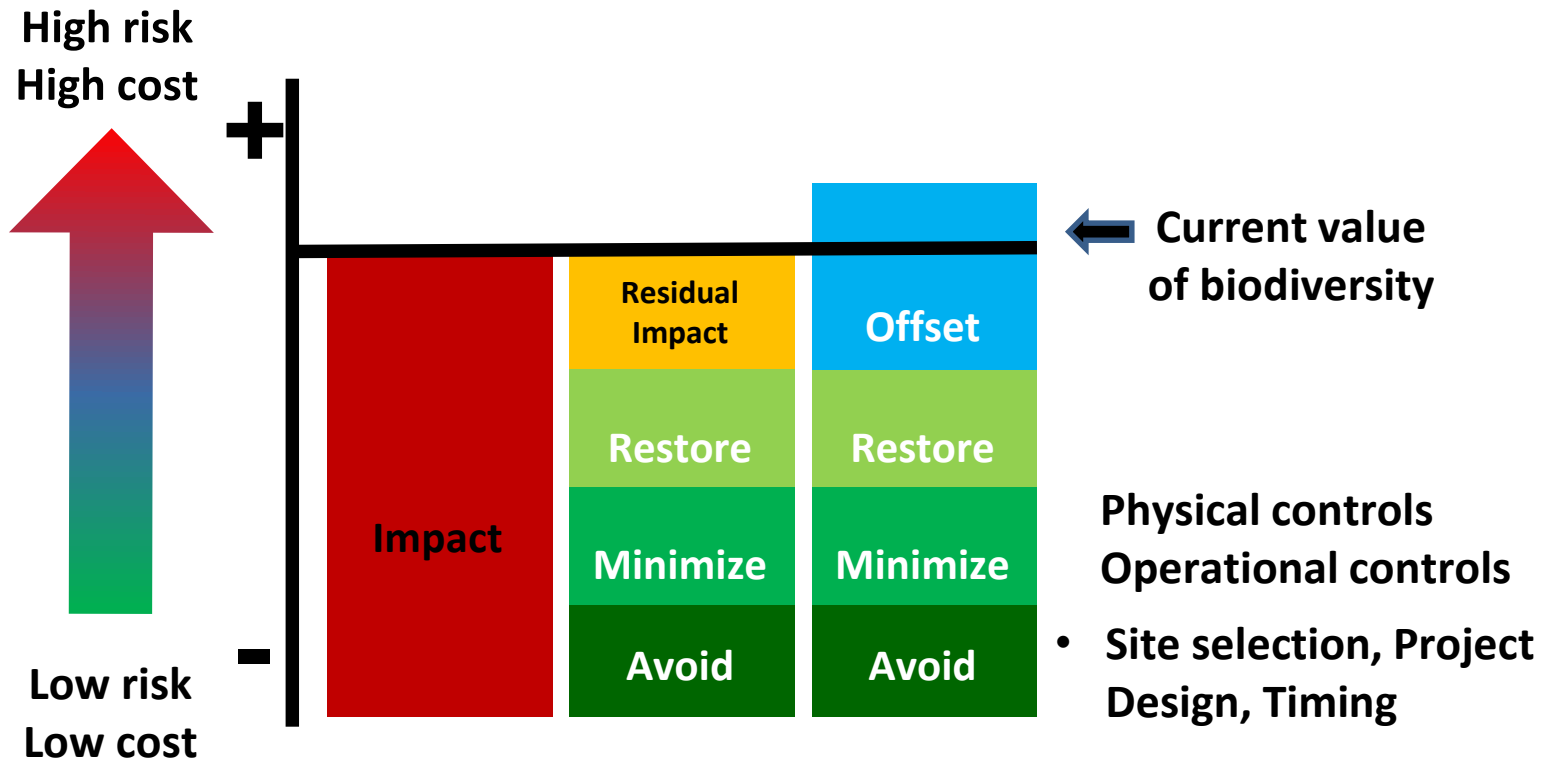 High risk
High cost
+
-
Low risk
Low cost
Impact
Residual
Impact
Restore
Minimize
Avoid
Offset
Restore
Minimize
Avoid
Current value
of biodiversity
Physical controls
Operational controls
• Site selection, Project
Design, Timing